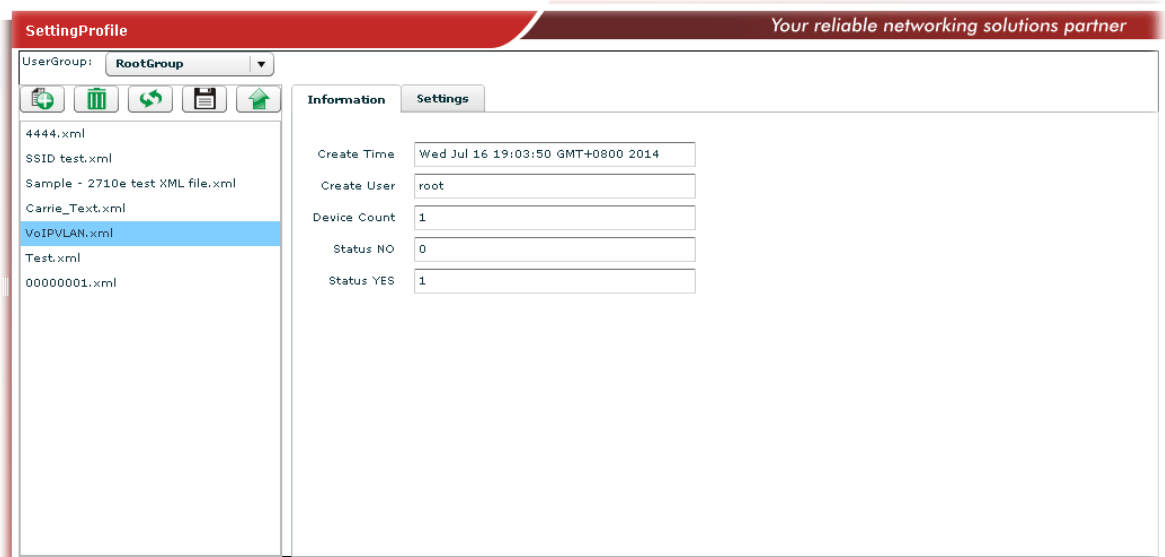 SettingProfile
Your reliable networking solutions partner
UserGroup: RootGroup
Information Settings
4444.xml
SSID test.xml
Sample - 2710e test XML file.xml
Carrie_Text.xml
VoIPVLAN.xml
Test.xml
00000001.xml
Create Time Wed Jul 16 19:03:50 GMT+0800 2014
Create User root
Device Count 1
Status NO 0
Status YES 1